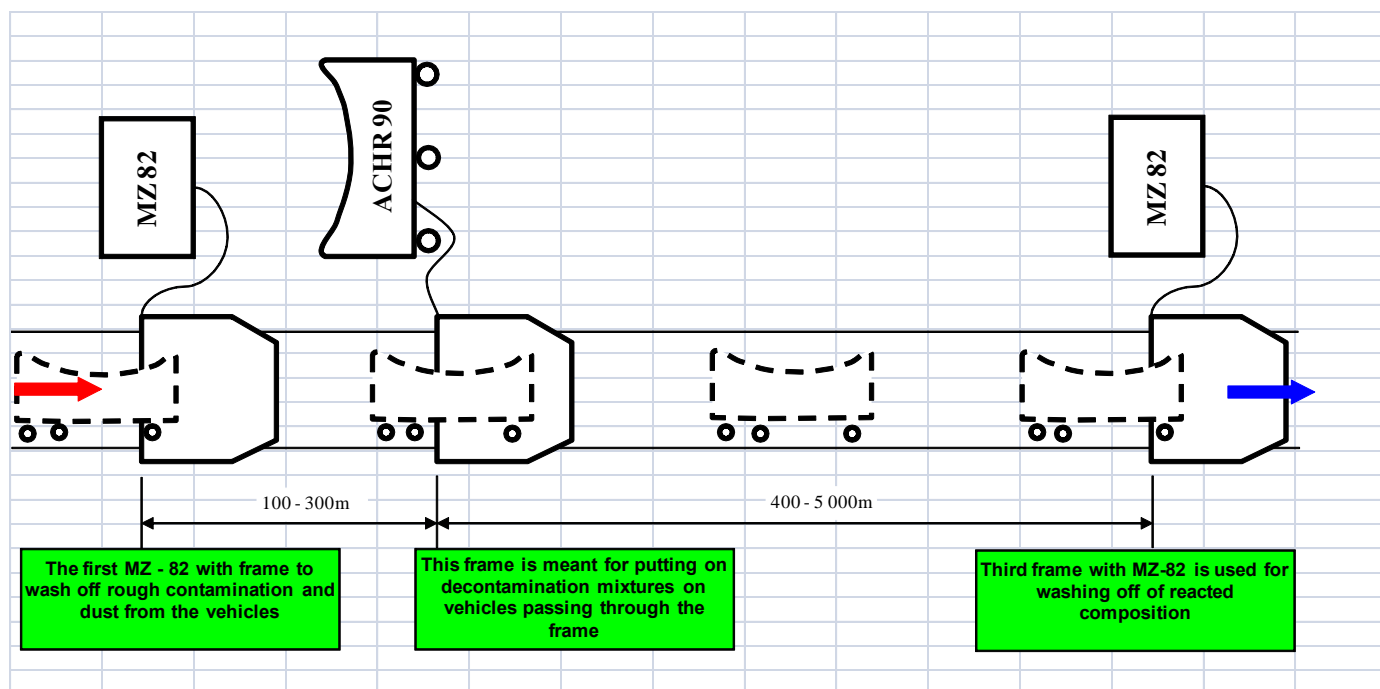 ACHR 90
MZ 82
MZ 82
100 - 300m
400 - 5 000m
The first MZ - 82 with frame to
wash off rough contamination and
dust from the vehicles
This frame is meant for putting on
decontamination mixtures on
vehicles passing through the
frame
Third frame with MZ-82 is used for
washing off of reacted
composition